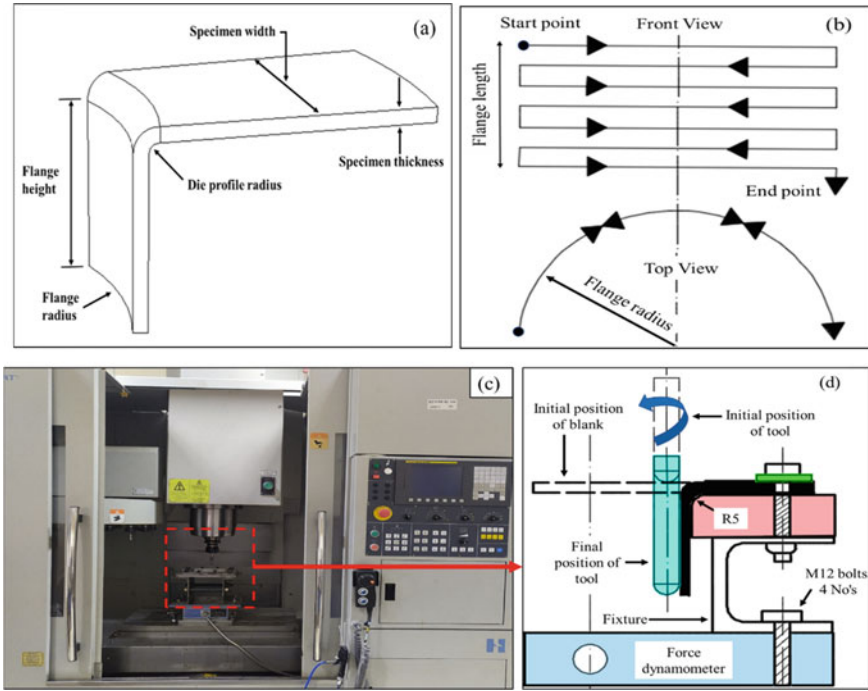 (a)
Specimen width
Flange
height
Specimen thickness
Die profile radius
Flange
radius
(b)
Start point
Front View
Flange length
End point
Top View
Flange radius
(c)
(d)
Initial position
of blank
Initial position
of tool
R5
Final position
of tool
M12 bolts
4 No's
Fixture
Force
dynamometer